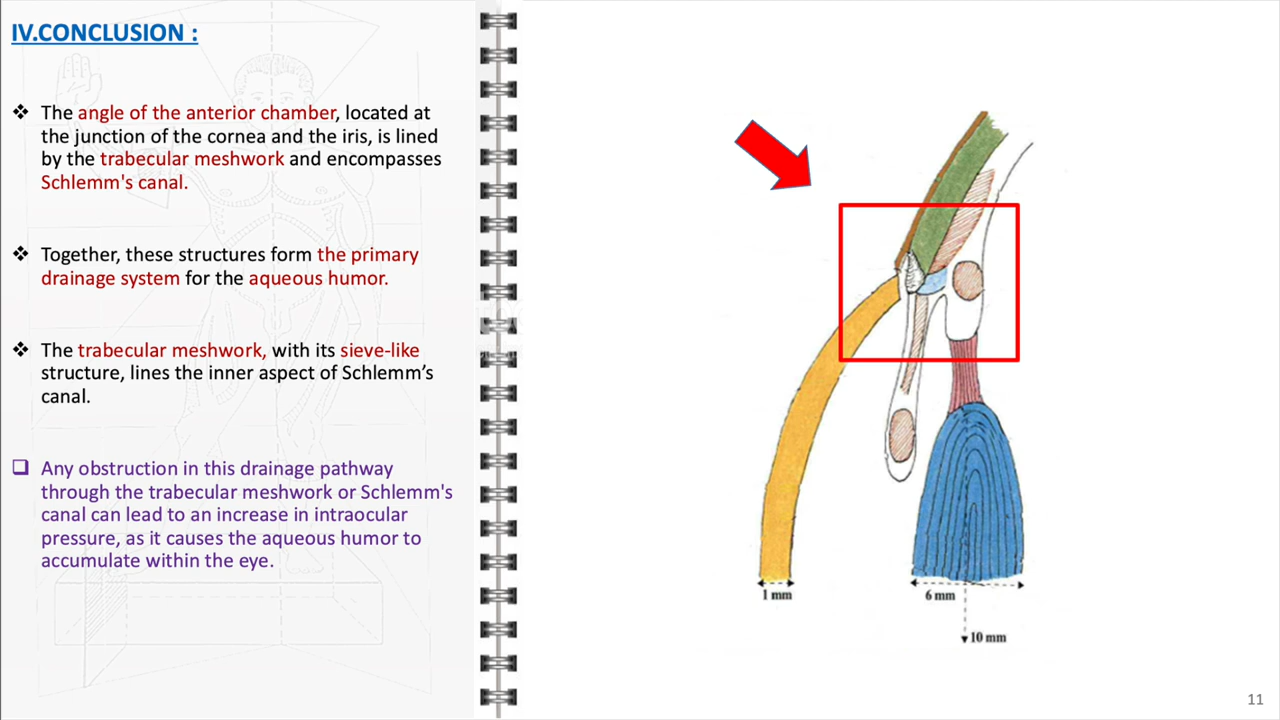 IV.CONCLUSION :
❖ The angle of the anterior chamber, located at
the junction of the cornea and the iris, is lined
by the trabecular meshwork and encompasses
Schlemm's canal.
❖ Together, these structures form the primary
drainage system for the aqueous humor.
❖ The trabecular meshwork, with its sieve-like
structure, lines the inner aspect of Schlemm’s
canal.
❑ Any obstruction in this drainage pathway
through the trabecular meshwork or Schlemm's
canal can lead to an increase in intraocular
pressure, as it causes the aqueous humor to
accumulate within the eye.
1 mm
6 mm
10 mm
11